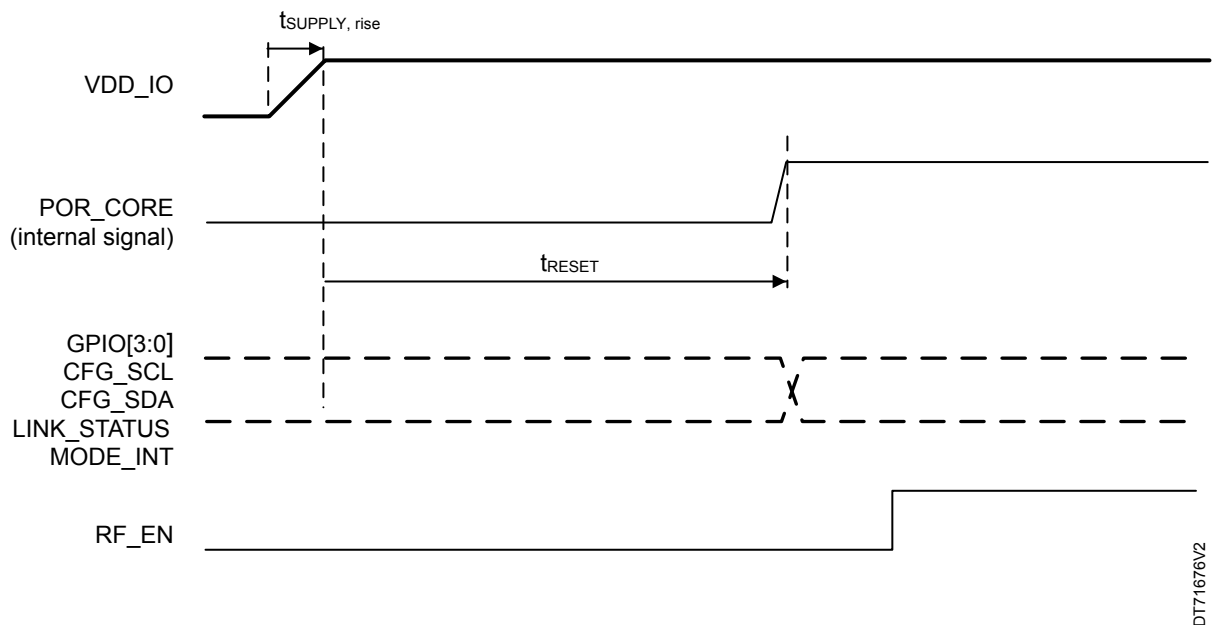 tSUPPLY, rise
VDD_IO
POR_CORE
(internal signal)
tRESET
GPIO[3:0]
CFG_SCL
CFG_SDA
LINK_STATUS
MODE_INT
RF_EN
DT71676V2